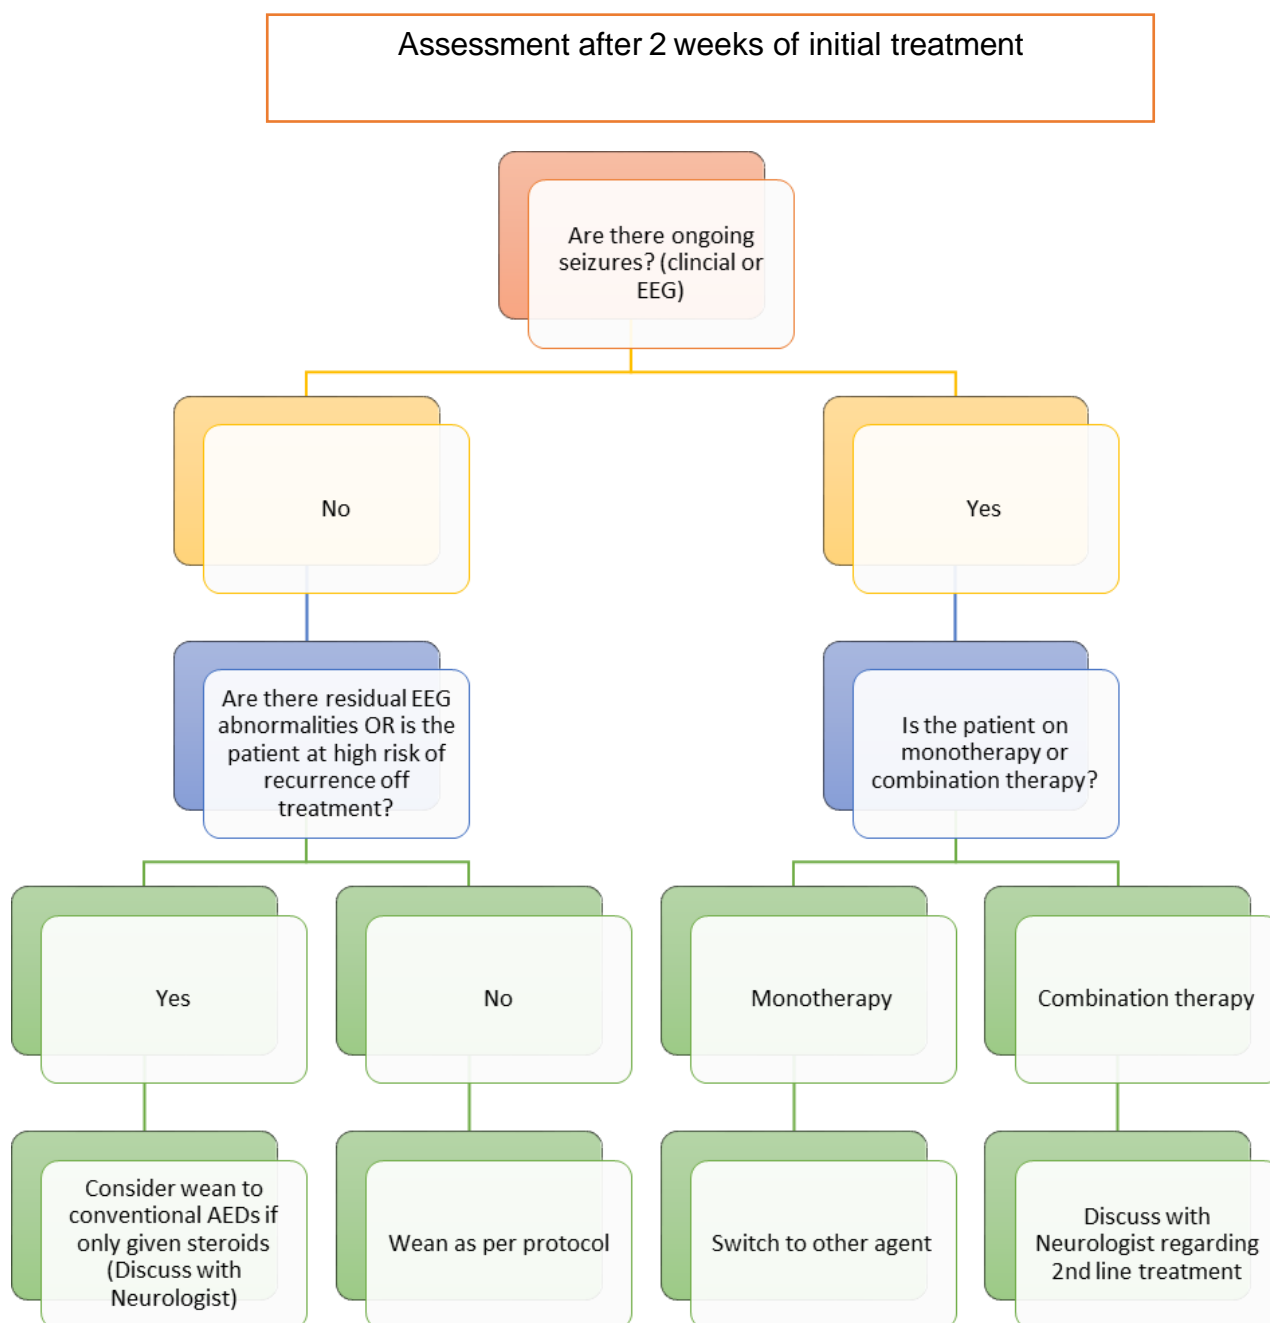 Assessment after 2 weeks of initial treatment
Are there ongoing
seizures? (clincial or
EEG)
No
Yes
Are there residual EEG
abnormalities OR is the
patient at high risk of
recurrence off
treatment?
Is the patient on
monotherapy or
combination therapy?
Yes
No
Monotherapy
Combination therapy
Consider wean to
conventional AEDs if
only given steroids
(Discuss with
Neurologist)
Wean as per protocol
Switch to other agent
Discuss with
Neurologist regarding
2nd line treatment